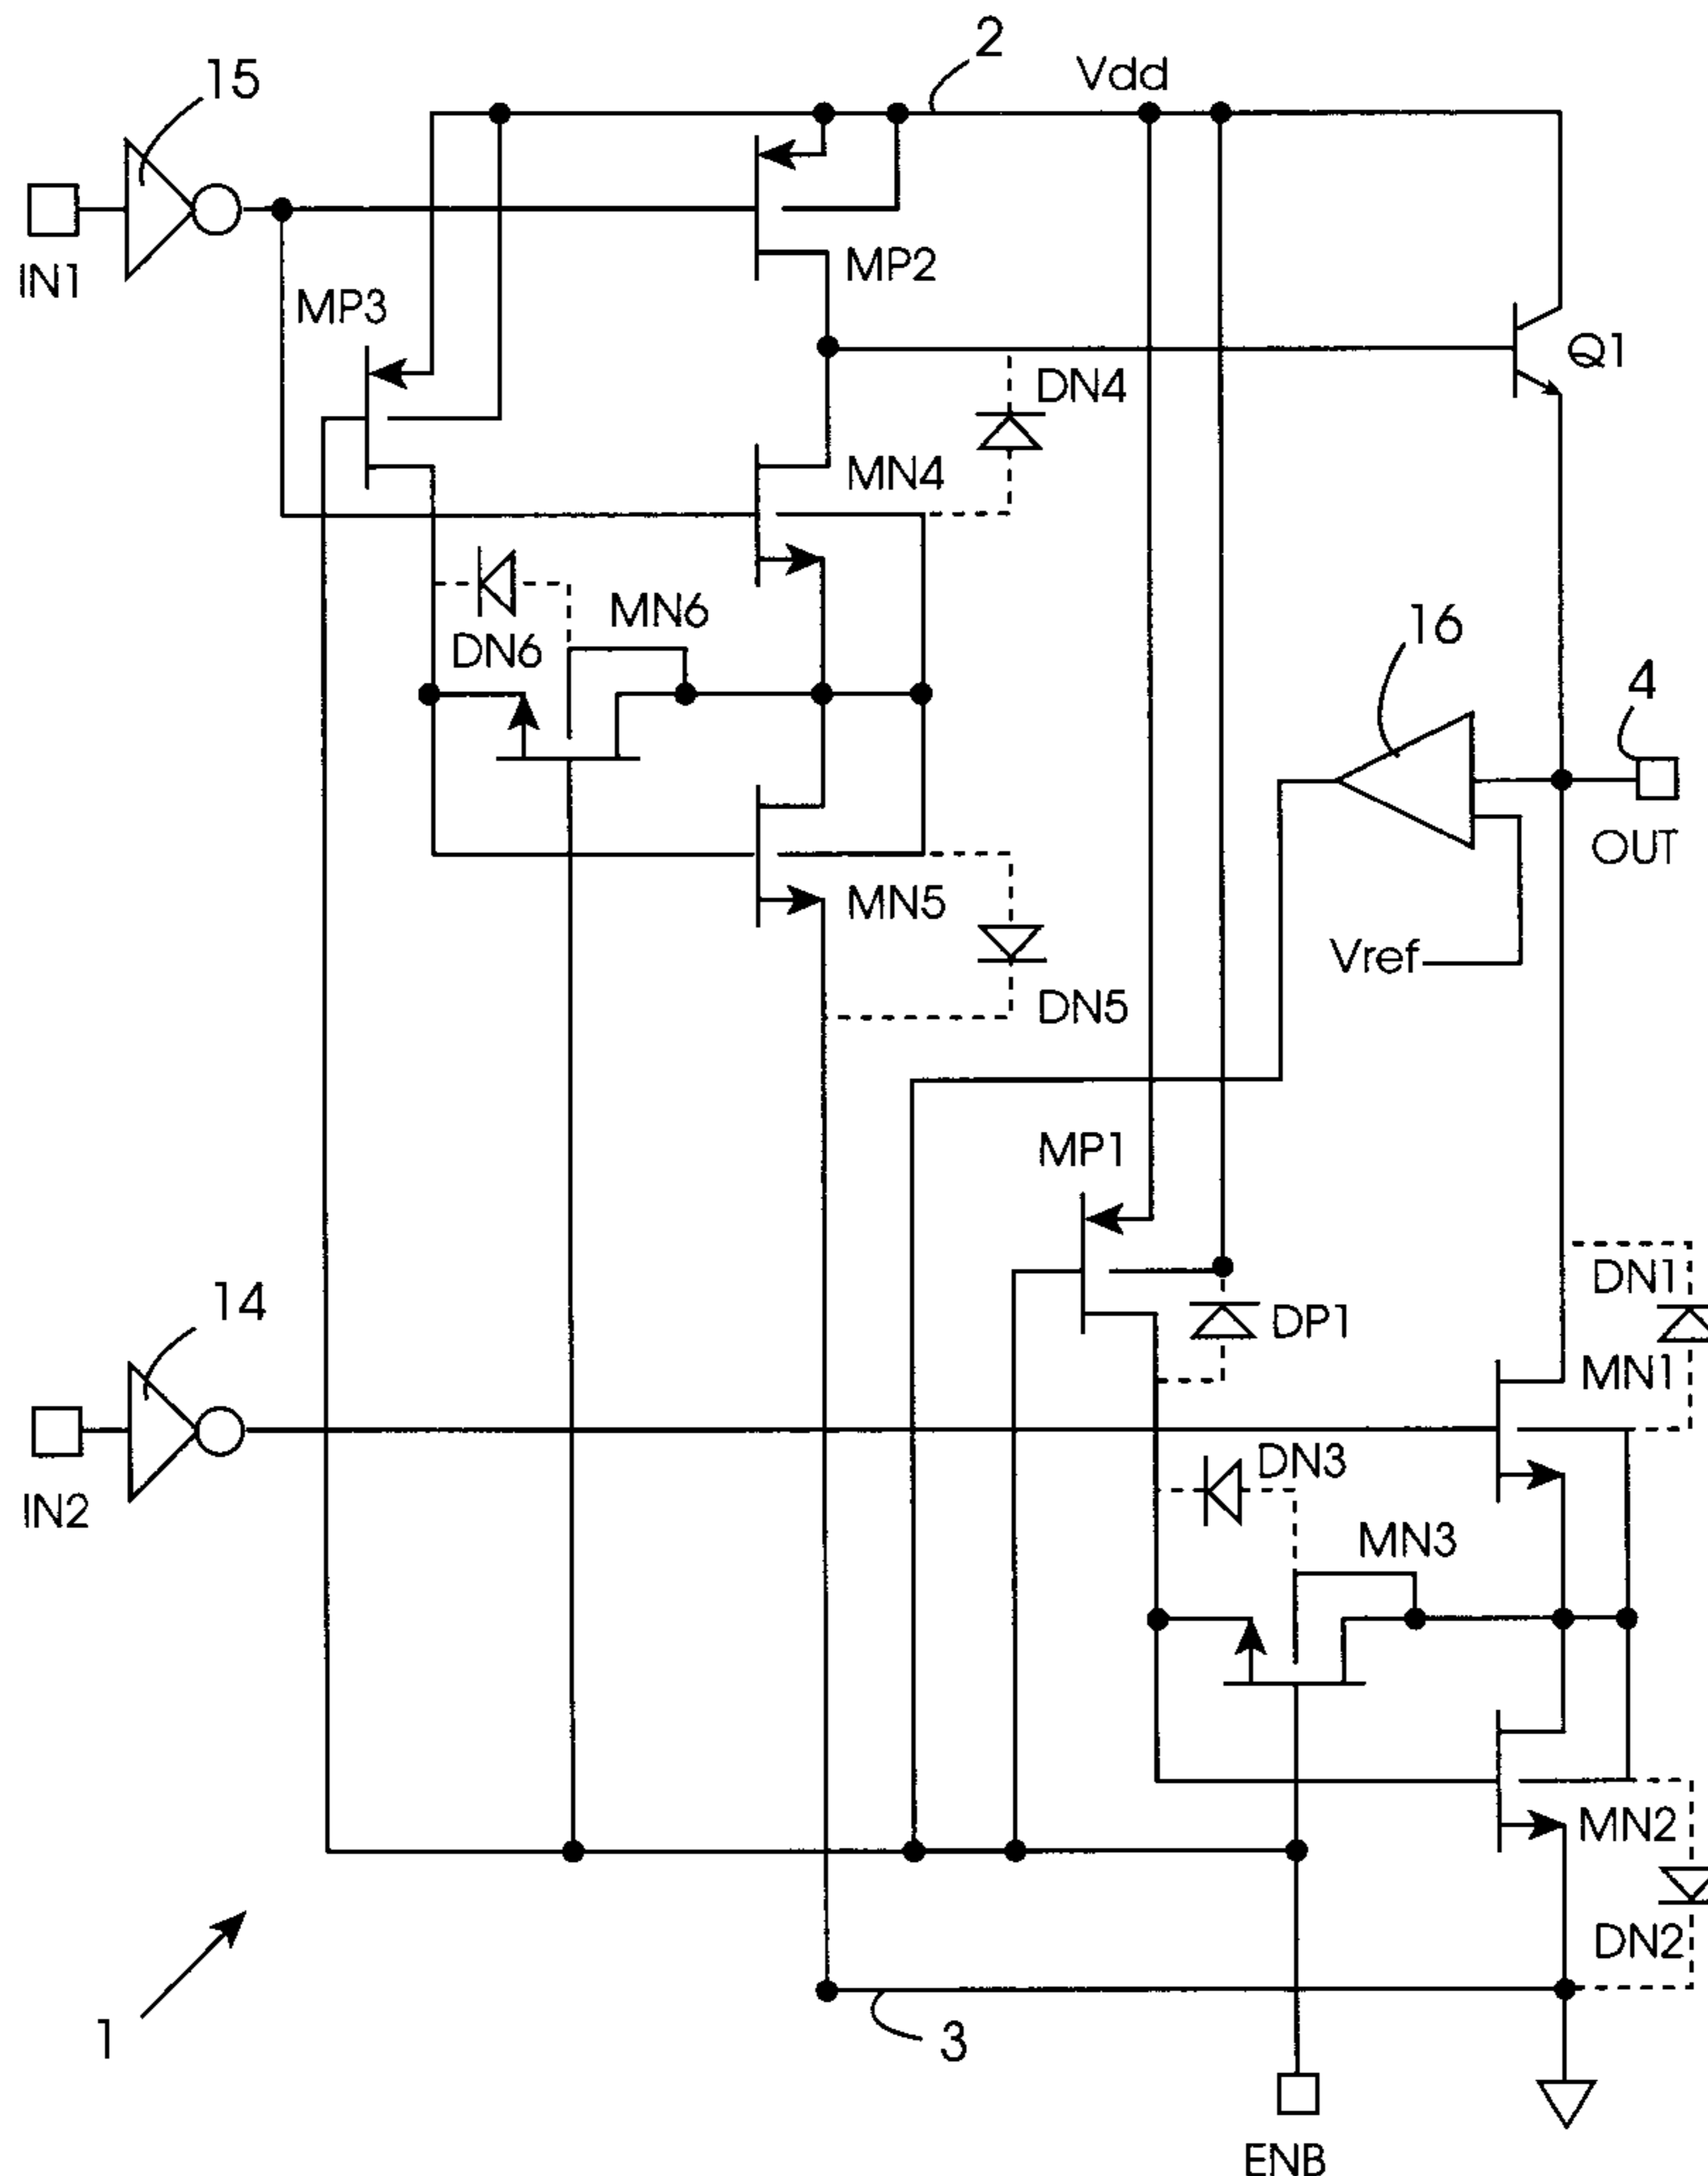 2
Vdd
15
IN1
MP3
MP2
Q1
DN4
MN4
MN6
DN6
16
4
OUT
MN5
Vref
DN5
MP1
14
DN1
DP1
MN1
IN2
DN3
MN3
MN2
DN2
1
3
ENB